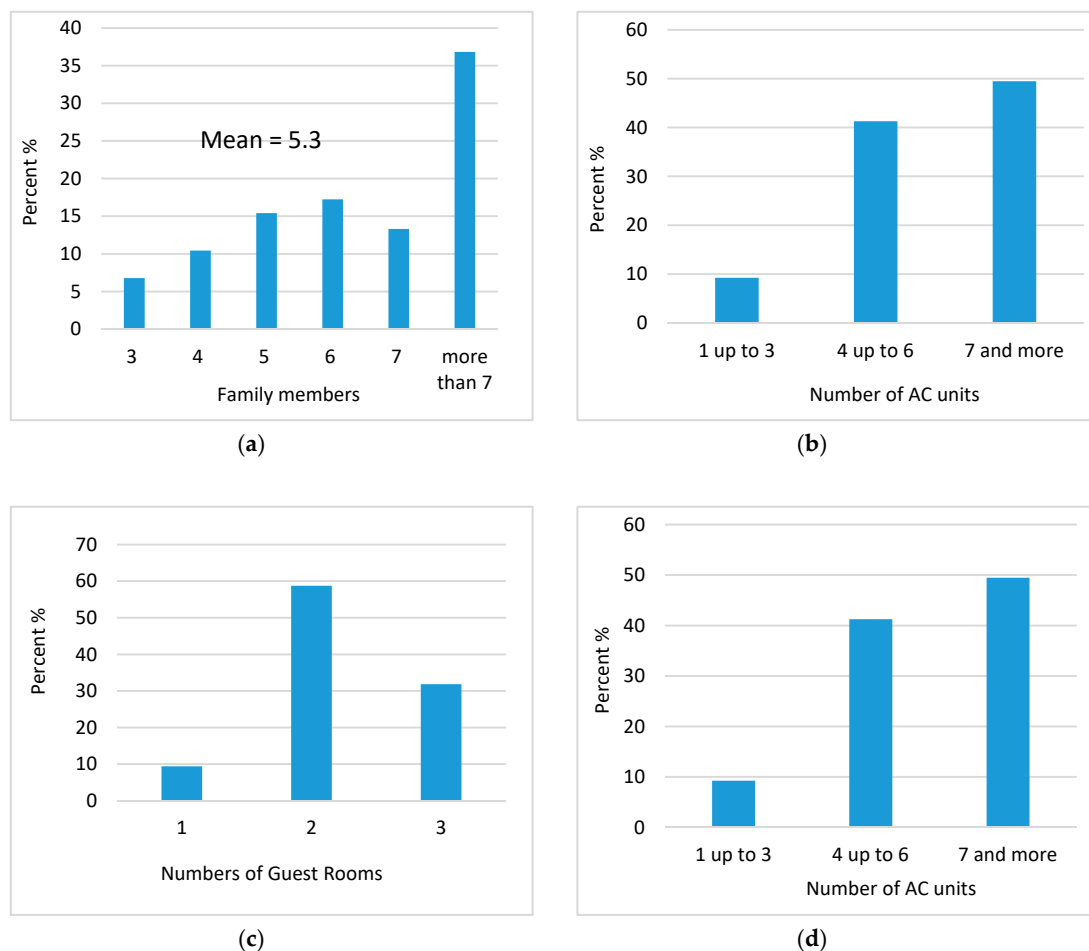 40
35
30
25
20
15
10
5
0
Percent %
Mean = 5.3
3 4 5 6 7 more
than 7
Family members
(a)
60
50
40
30
20
10
0
Percent %
1 up to 3 4 up to 6 7 and more
Number of AC units
(b)
70
60
50
40
30
20
10
0
Percent %
1 2 3
Numbers of Guest Rooms
(c)
60
50
40
30
20
10
0
Percent %
1 up to 3 4 up to 6 7 and more
Number of AC units
(d)